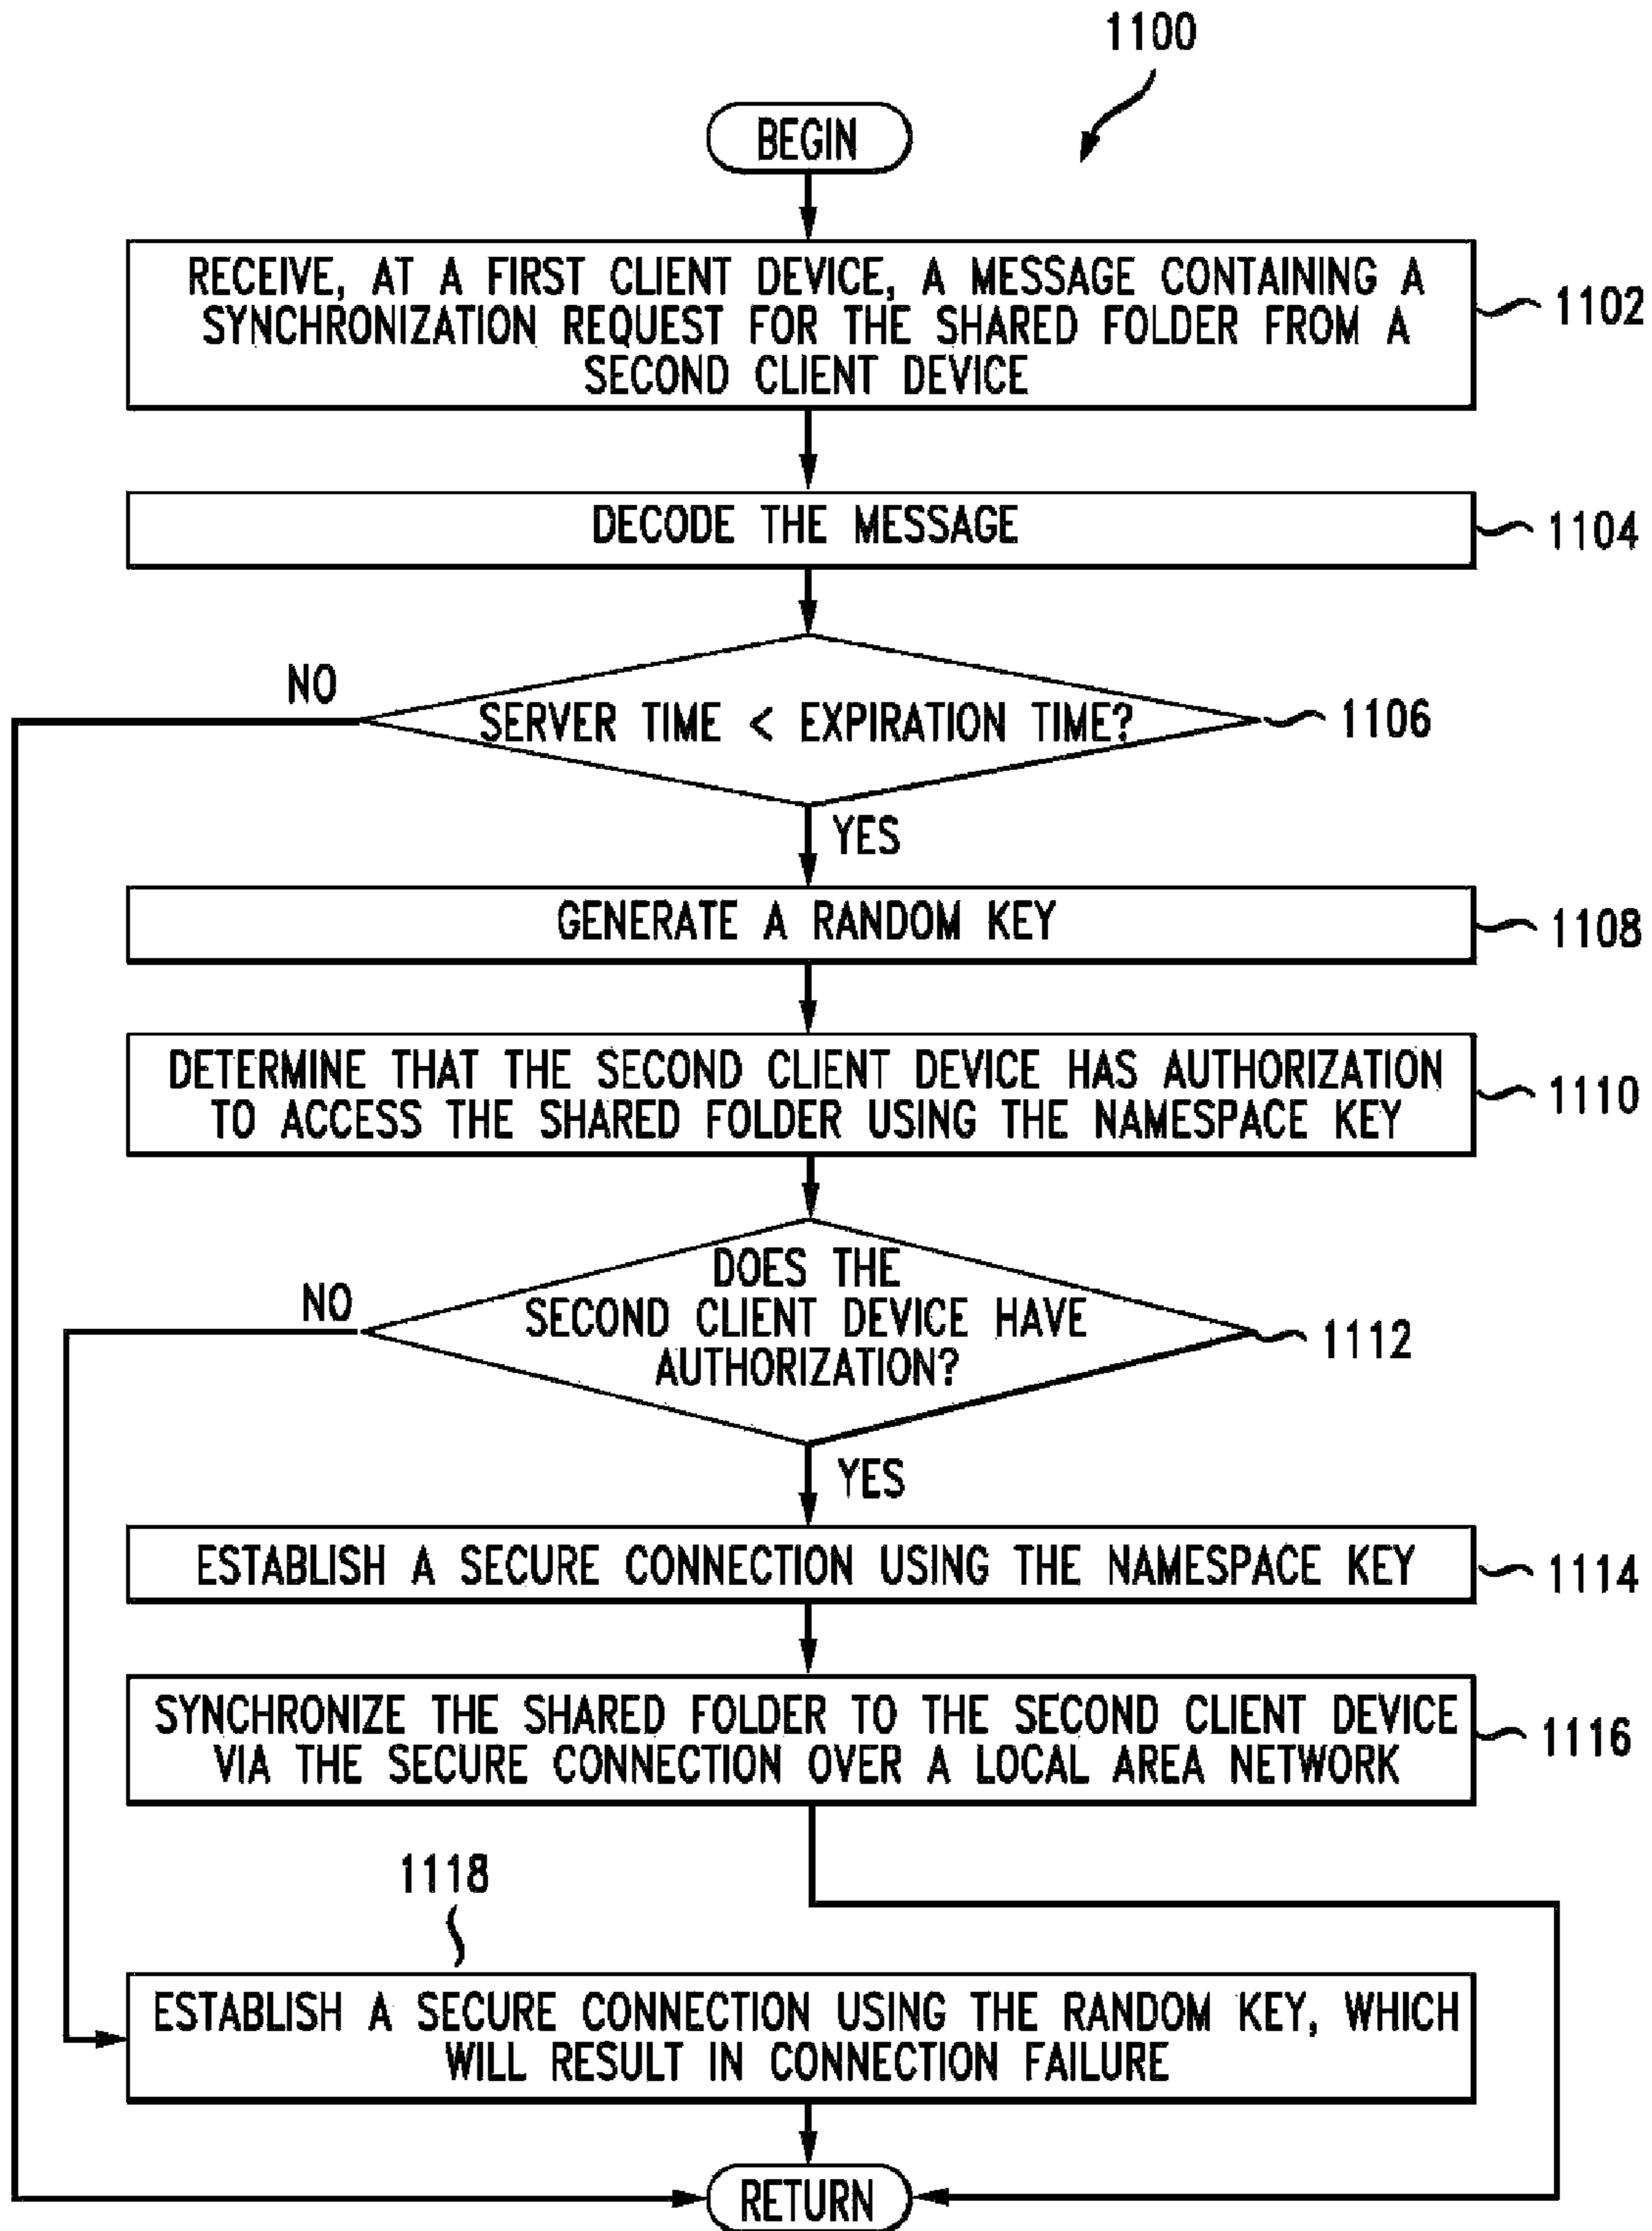 1100
BEGIN
RECEIVE, AT A FIRST CLIENT DEVICE, A MESSAGE CONTAINING A
SYNCHRONIZATION REQUEST FOR THE SHARED FOLDER FROM A
SECOND CLIENT DEVICE
1102
DECODE THE MESSAGE
1104
NO
SERVER TIME < EXPIRATION TIME?
1106
YES
GENERATE A RANDOM KEY
1108
DETERMINE THAT THE SECOND CLIENT DEVICE HAS AUTHORIZATION
TO ACCESS THE SHARED FOLDER USING THE NAMESPACE KEY
1110
NO
DOES THE
SECOND CLIENT DEVICE HAVE
AUTHORIZATION?
1112
YES
ESTABLISH A SECURE CONNECTION USING THE NAMESPACE KEY
1114
SYNCHRONIZE THE SHARED FOLDER TO THE SECOND CLIENT DEVICE
VIA THE SECURE CONNECTION OVER A LOCAL AREA NETWORK
1116
1118
ESTABLISH A SECURE CONNECTION USING THE RANDOM KEY, WHICH
WILL RESULT IN CONNECTION FAILURE
RETURN